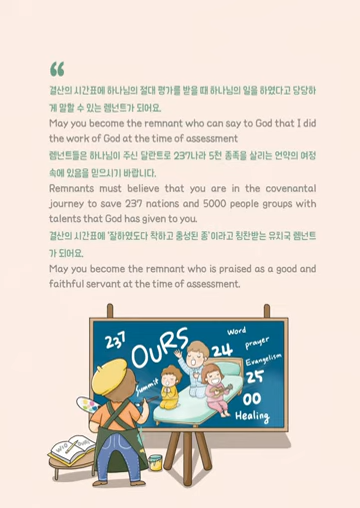 결산의 시간표에 하나님의 절대 평가를 받을 때 하나님의 일을 하였다고 당당하
게 말할 수 있는 렘넌트가 되어요.
May you become the remnant who can say to God that I did
the work of God at the time of assessment
렘넌트들은 하나님이 주신 달란트로 237나라 5천 종족을 살리는 언약의 여정
속에 있음을 믿으시기 바랍니다.
Remnants must believe that you are in the covenantal
journey to save 237 nations and 5000 people groups with
talents that God has given to you.
결산의 시간표에 '잘하였도다 착하고 충성된 종'이라고 칭찬받는 유치국 렘넌트
가 되어요.
May you become the remnant who is praised as a good and
faithful servant at the time of assessment.
237
OURS
24
Word
prayer
Evangelism
Summit
25
00
Healing